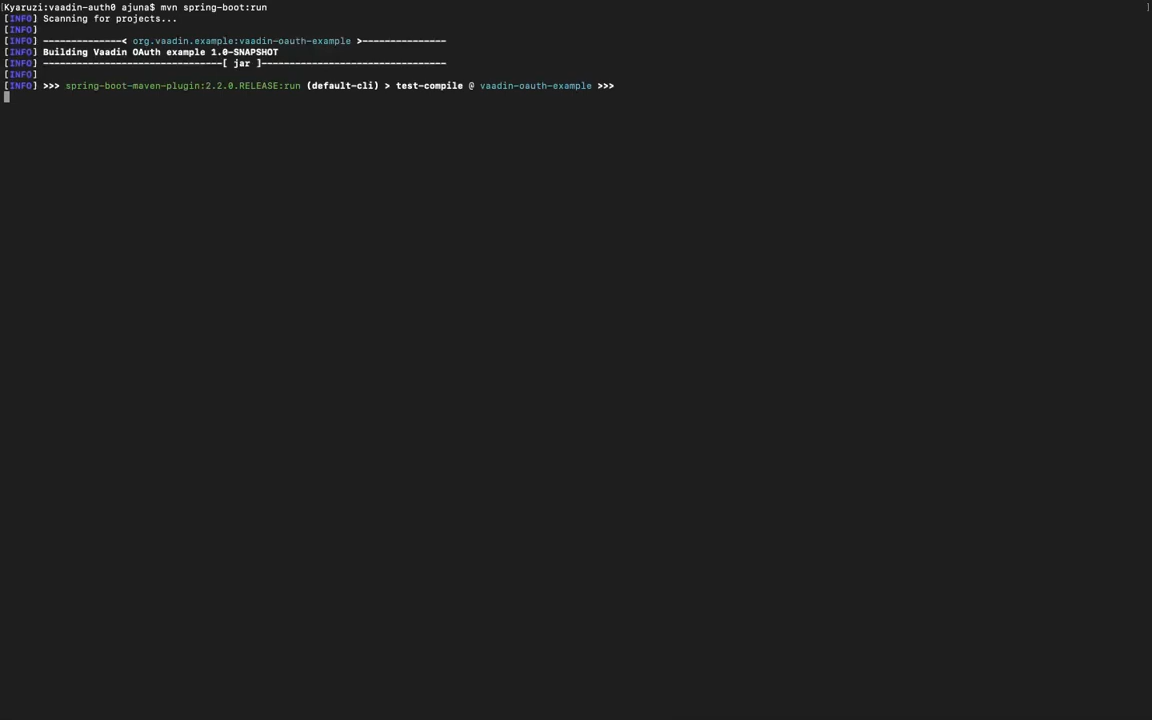 [Kyaruzi:vaadin-auth0 ajuna$ mvn spring-boot:run ]
[INFO] Scanning for projects...
[INFO]
[INFO] --------------< org.vaadin.example:vaadin-oauth-example >---------------
[INFO] Building Vaadin OAuth example 1.0-SNAPSHOT
[INFO] --------------------------------[ jar ]---------------------------------
[INFO]
[INFO] >>> spring-boot-maven-plugin:2.2.0.RELEASE:run (default-cli) > test-compile @ vaadin-oauth-example >>>